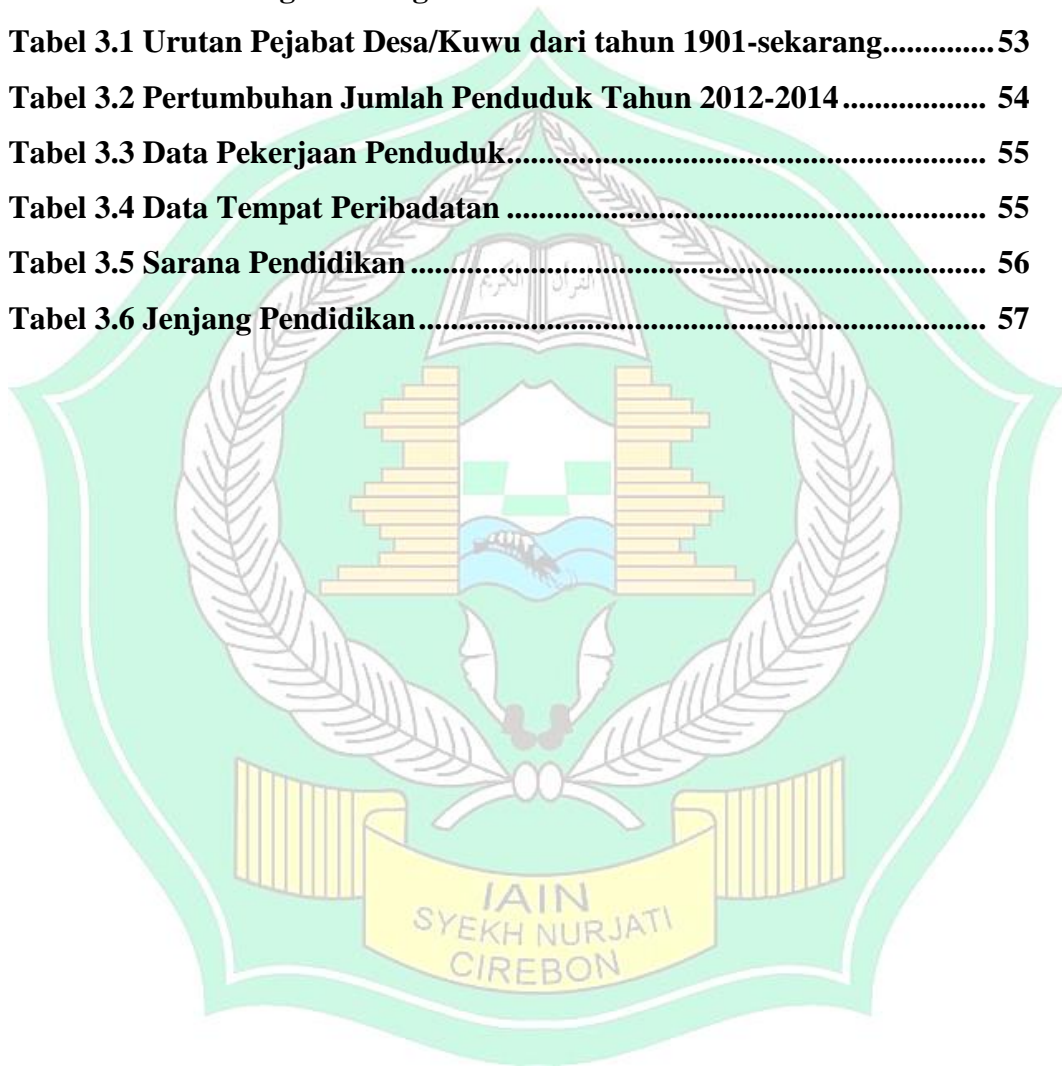 Tabel 3.1 Urutan Pejabat Desa/Kuwu dari tahun 1901-sekarang..............53
Tabel 3.2 Pertumbuhan Jumlah Penduduk Tahun 2012-2014.................. 54
Tabel 3.3 Data Pekerjaan Penduduk............................................................ 55
Tabel 3.4 Data Tempat Peribadatan ............................................................ 55
Tabel 3.5 Sarana Pendidikan........................................................................ 56
Tabel 3.6 Jenjang Pendidikan....................................................................... 57
القرآن الكريم
IAIN
SYEKH NURJATI
CIREBON